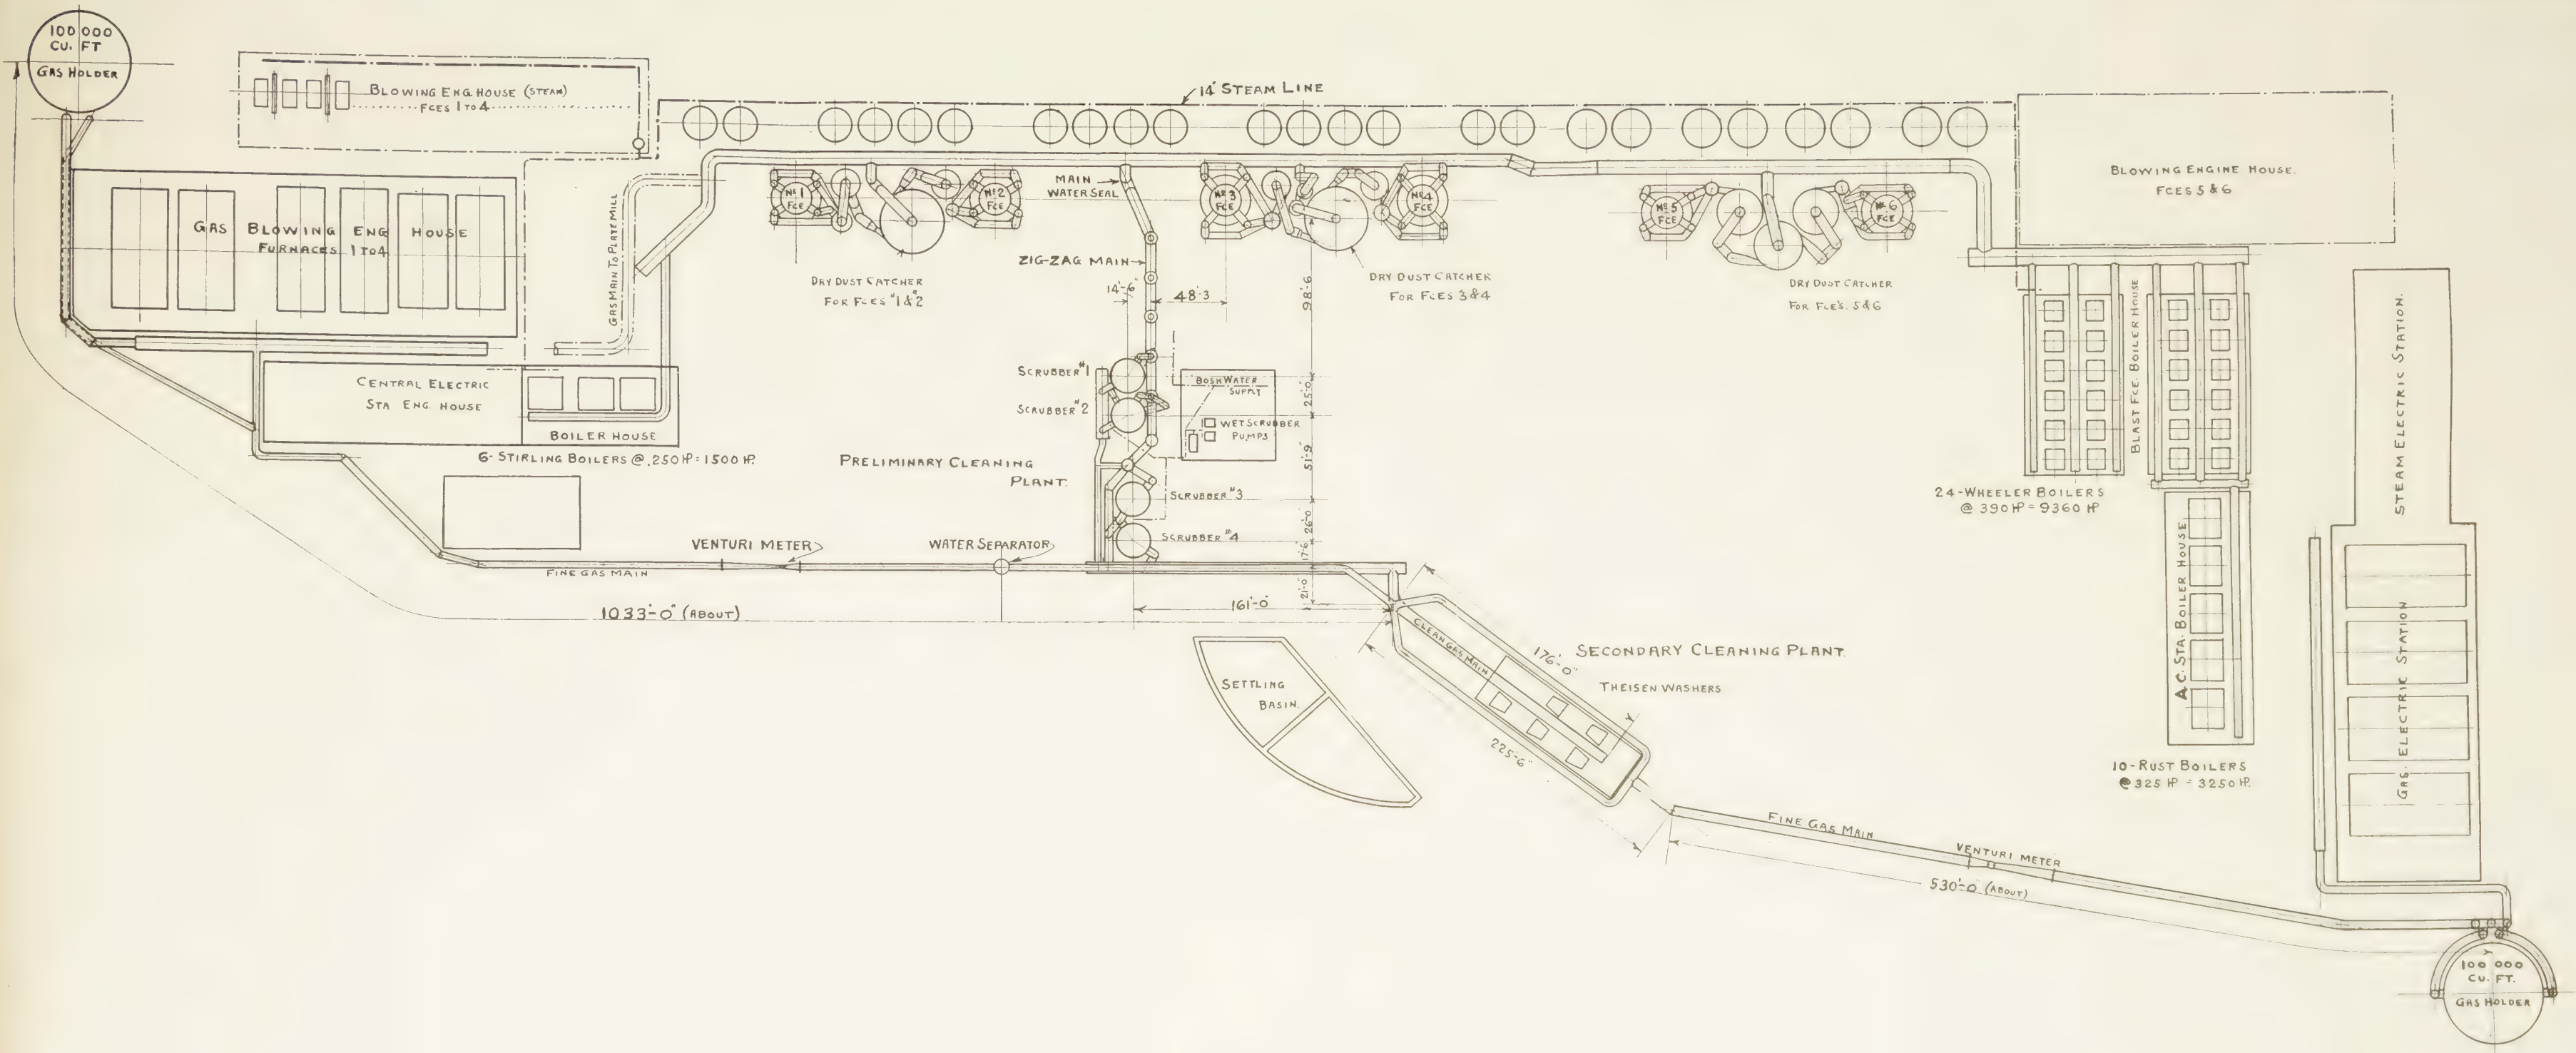 100 000
CU. FT
GAS HOLDER
BLOWING ENG. HOUSE (STEAM)
FCES 1 TO 4
14" STEAM LINE
BLOWING ENGINE HOUSE.
FCES 5 & 6
GAS BLOWING ENG HOUSE
FURNACES 1 TO 4
GAS MAIN TO PLATE MILL
Nº 1
FCE
Nº 2
FCE
MAIN
WATER SEAL
Nº 3
FCE
Nº 4
FCE
Nº 5
FCE
Nº 6
FCE
ZIG-ZAG MAIN
DRY DUST CATCHER
FOR FCES #1 & #2
14'-6"
48'-3
98'-6
DRY DUST CATCHER
FOR FCES 3 & 4
DRY DUST CATCHER
FOR FCE'S. 5 & 6
BLAST FCE. BOILER HOUSE
STEAM ELECTRIC STATION.
CENTRAL ELECTRIC
STA ENG. HOUSE
BOILER HOUSE
6- STIRLING BOILERS @ 250 HP = 1500 HP.
SCRUBBER #1
SCRUBBER #2
BOSH WATER
SUPPLY
WET SCRUBBER
PUMPS
25'-0
51'-9
PRELIMINARY CLEANING
PLANT.
SCRUBBER #3
SCRUBBER #4
26'-0
17'-6
21'-0
24-WHEELER BOILERS
@ 390 HP = 9360 HP
A.C. STA. BOILER HOUSE
GAS. ELECTRIC STATION
VENTURI METER
WATER SEPARATOR
FINE GAS MAIN
1033'-0" (ABOUT)
161'-0
CLEAN GAS MAIN
176'-0"
225'-6"
SECONDARY CLEANING PLANT.
THEISEN WASHERS
SETTLING
BASIN.
10-RUST BOILERS
@ 325 HP = 3250 HP.
FINE GAS MAIN
VENTURI METER
530'-0 (ABOUT)
Y
Y
100 000
CU. FT.
GAS HOLDER